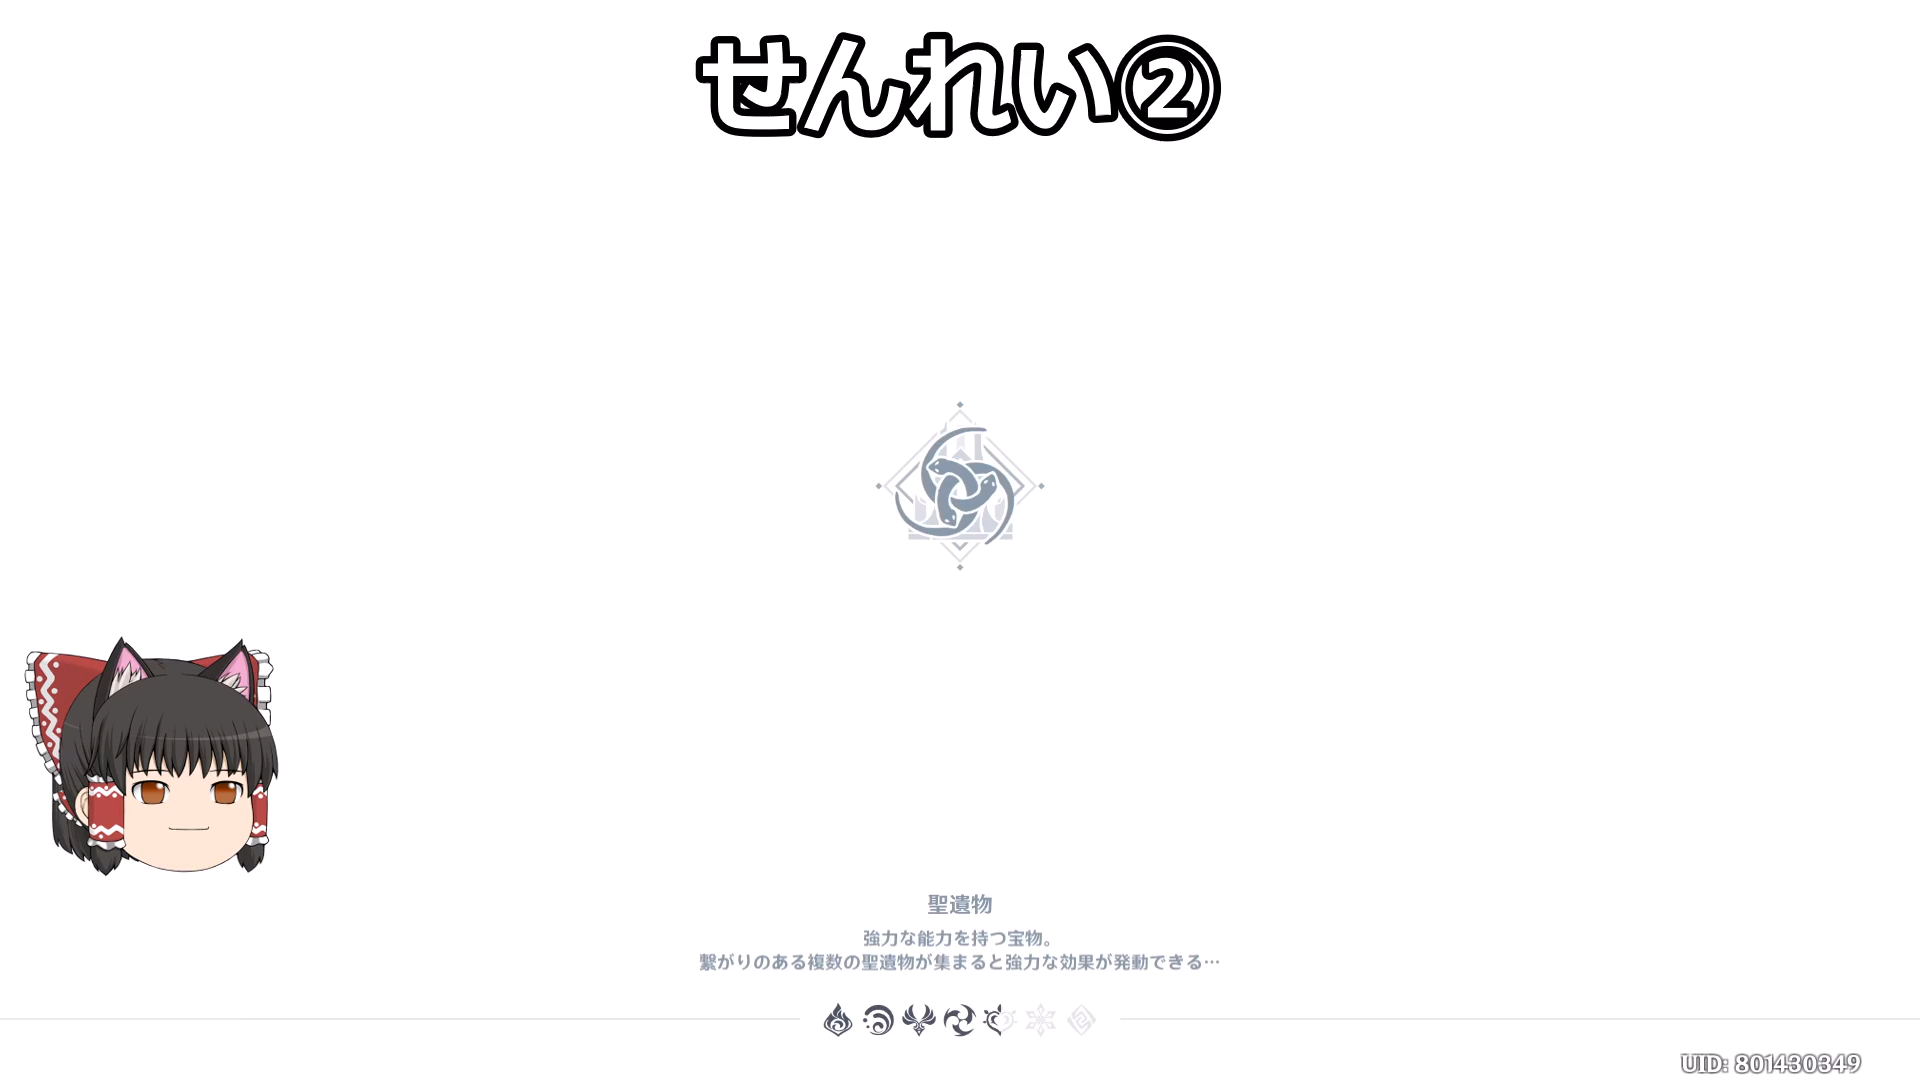 せんれい②
聖遺物
強力な能力を持つ宝物。
繋がりのある複数の聖遺物が集まると強力な効果が発動できる…
UID: 801430349